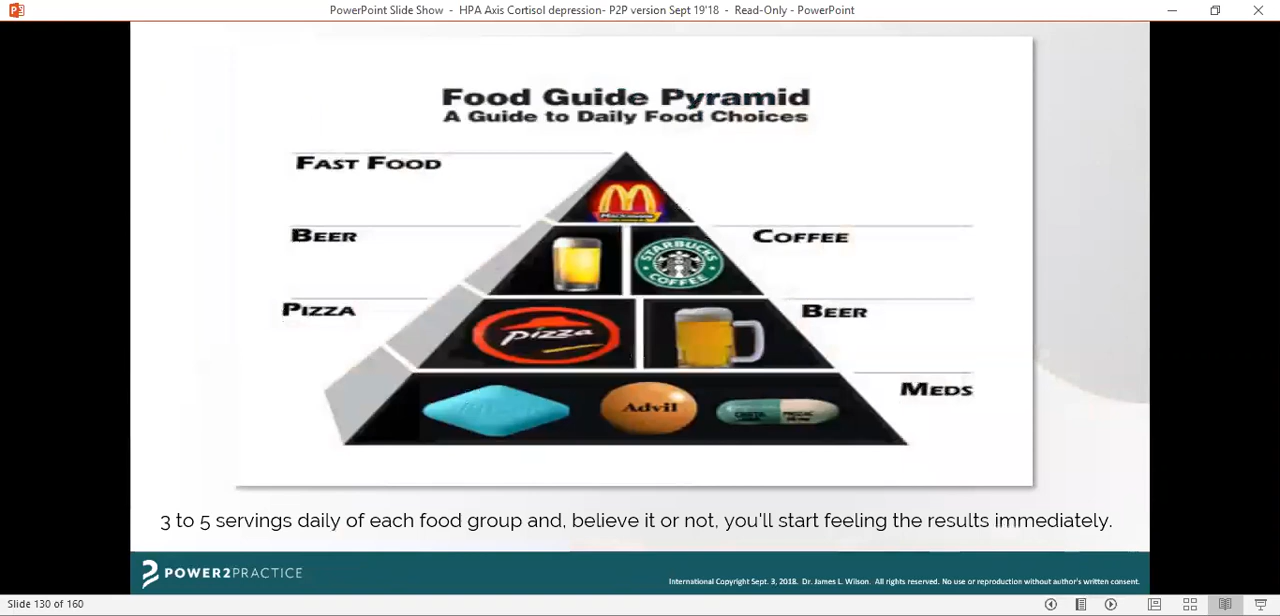 PowerPoint Slide Show - HPA Axis Cortisol depression- P2P version Sept 19'18 - Read-Only - PowerPoint
Food Guide Pyramid
A Guide to Daily Food Choices
FAST FOOD
BEER
COFFEE
STARBUCKS
COFFEE
PIZZA
pizza
BEER
MEDS
Advil
3 to 5 servings daily of each food group and, believe it or not, you'll start feeling the results immediately.
POWER2PRACTICE
International Copyright Sept. 3, 2018. Dr. James L. Wilson. All rights reserved. No use or reproduction without author's written consent.
Slide 130 of 160